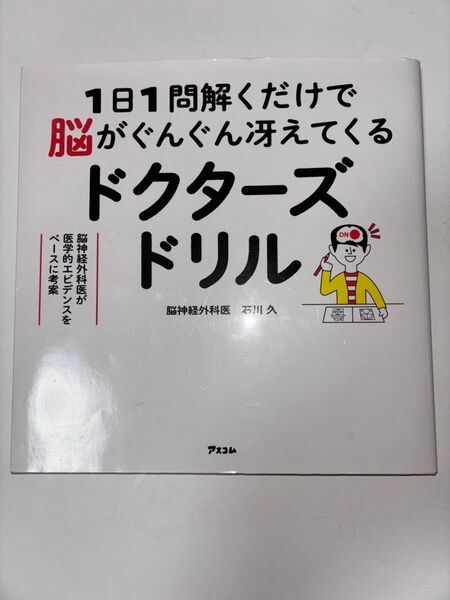 1日1問解くだけで
脳がぐんぐん冴えてくる
ドクターズ
ドリル
脳神経外科医が
医学的エビデンスを
ベースに考案
ON
脳神経外科医 石川 久
アスコム